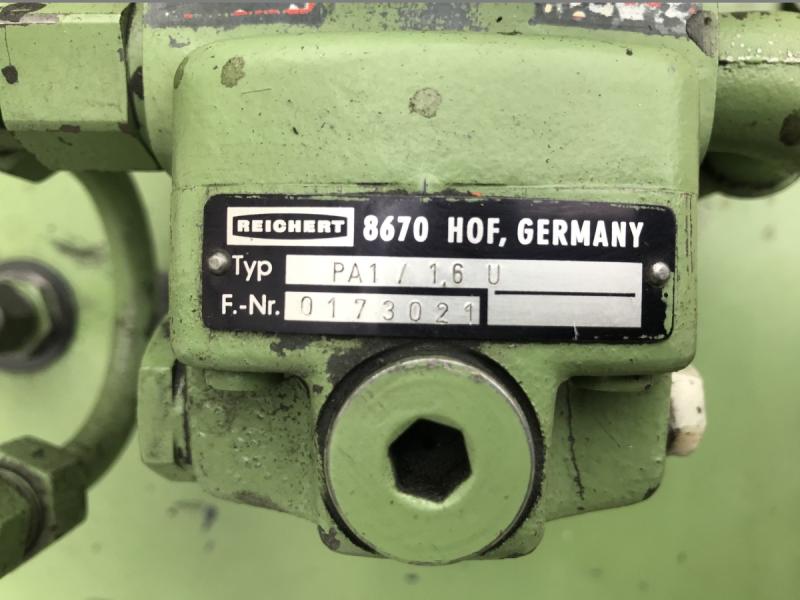 REICHERT 8670 HOF, GERMANY
Typ PA1 / 1,6 U
F.-Nr. 0173021